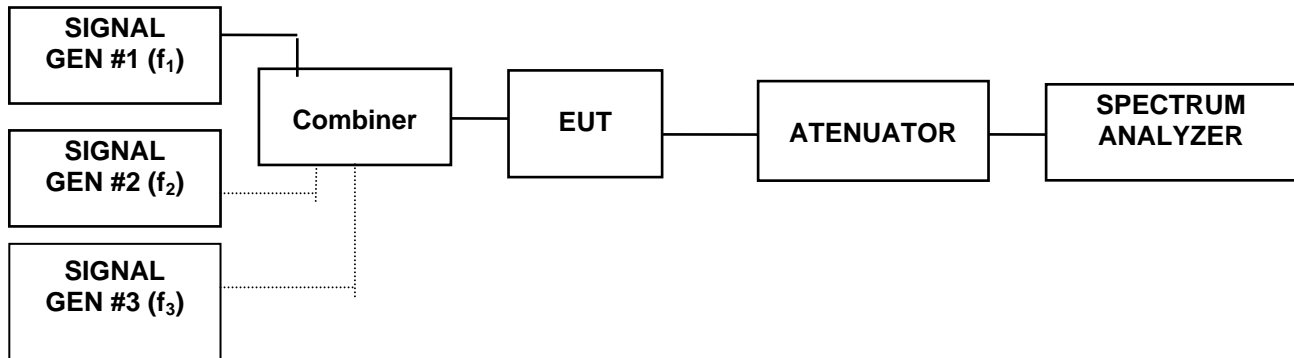 SIGNAL
GEN #1 (f₁)
Combiner
EUT
ATENUATOR
SPECTRUM
ANALYZER
SIGNAL
GEN #2 (f₂)
SIGNAL
GEN #3 (f₃)